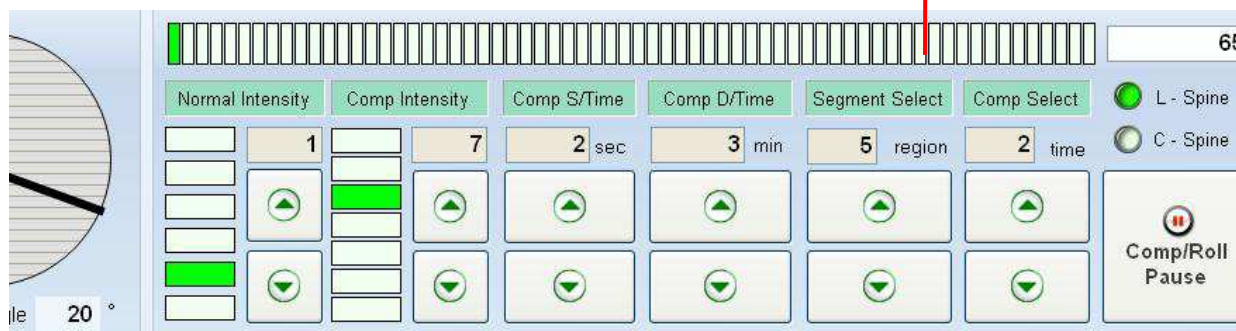 65
Normal Intensity Comp Intensity Comp S/Time Comp D/Time Segment Select Comp Select
L - Spine
1 7 2 sec 3 min 5 region 2 time
C - Spine
Comp/Roll
Pause
20 °